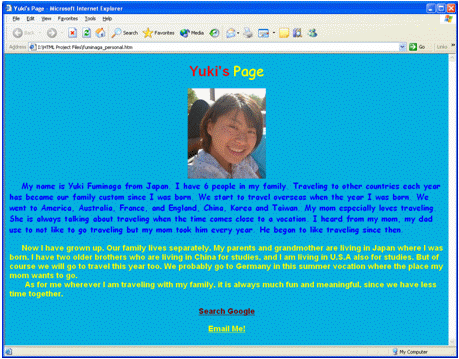 Yuki's Page - Microsoft Internet Explorer
File Edit View Favorites Tools Help
Back Search Favorites Media
Address I:\HTML Project Files\fuminaga_personal.htm Go Links »
Yuki's Page
My name is Yuki Fuminaga from Japan. I have 6 people in my family. Traveling to other countries each year
has became our family custom since I was born. We start to travel overseas when the year I was born. We
went to America, Australia, France, and England, China, Korea and Taiwan. My mom especially loves traveling.
She is always talking about traveling when the time comes close to a vocation. I heard from my mom, my dad
use to not like to go traveling but my mom took him every year. He began to like traveling since then.
Now I have grown up. Our family lives separately. My parents and grandmother are living in Japan where I was
born. I have two older brothers who are living in China for studies, and I am living in U.S.A also for studies. But of
course we will go to travel this year too. We probably go to Germany in this summer vocation where the place my
mom wants to go.
As for me wherever I am traveling with my family, it is always much fun and meaningful, since we have less
time together.
Search Google
Email Me!
My Computer